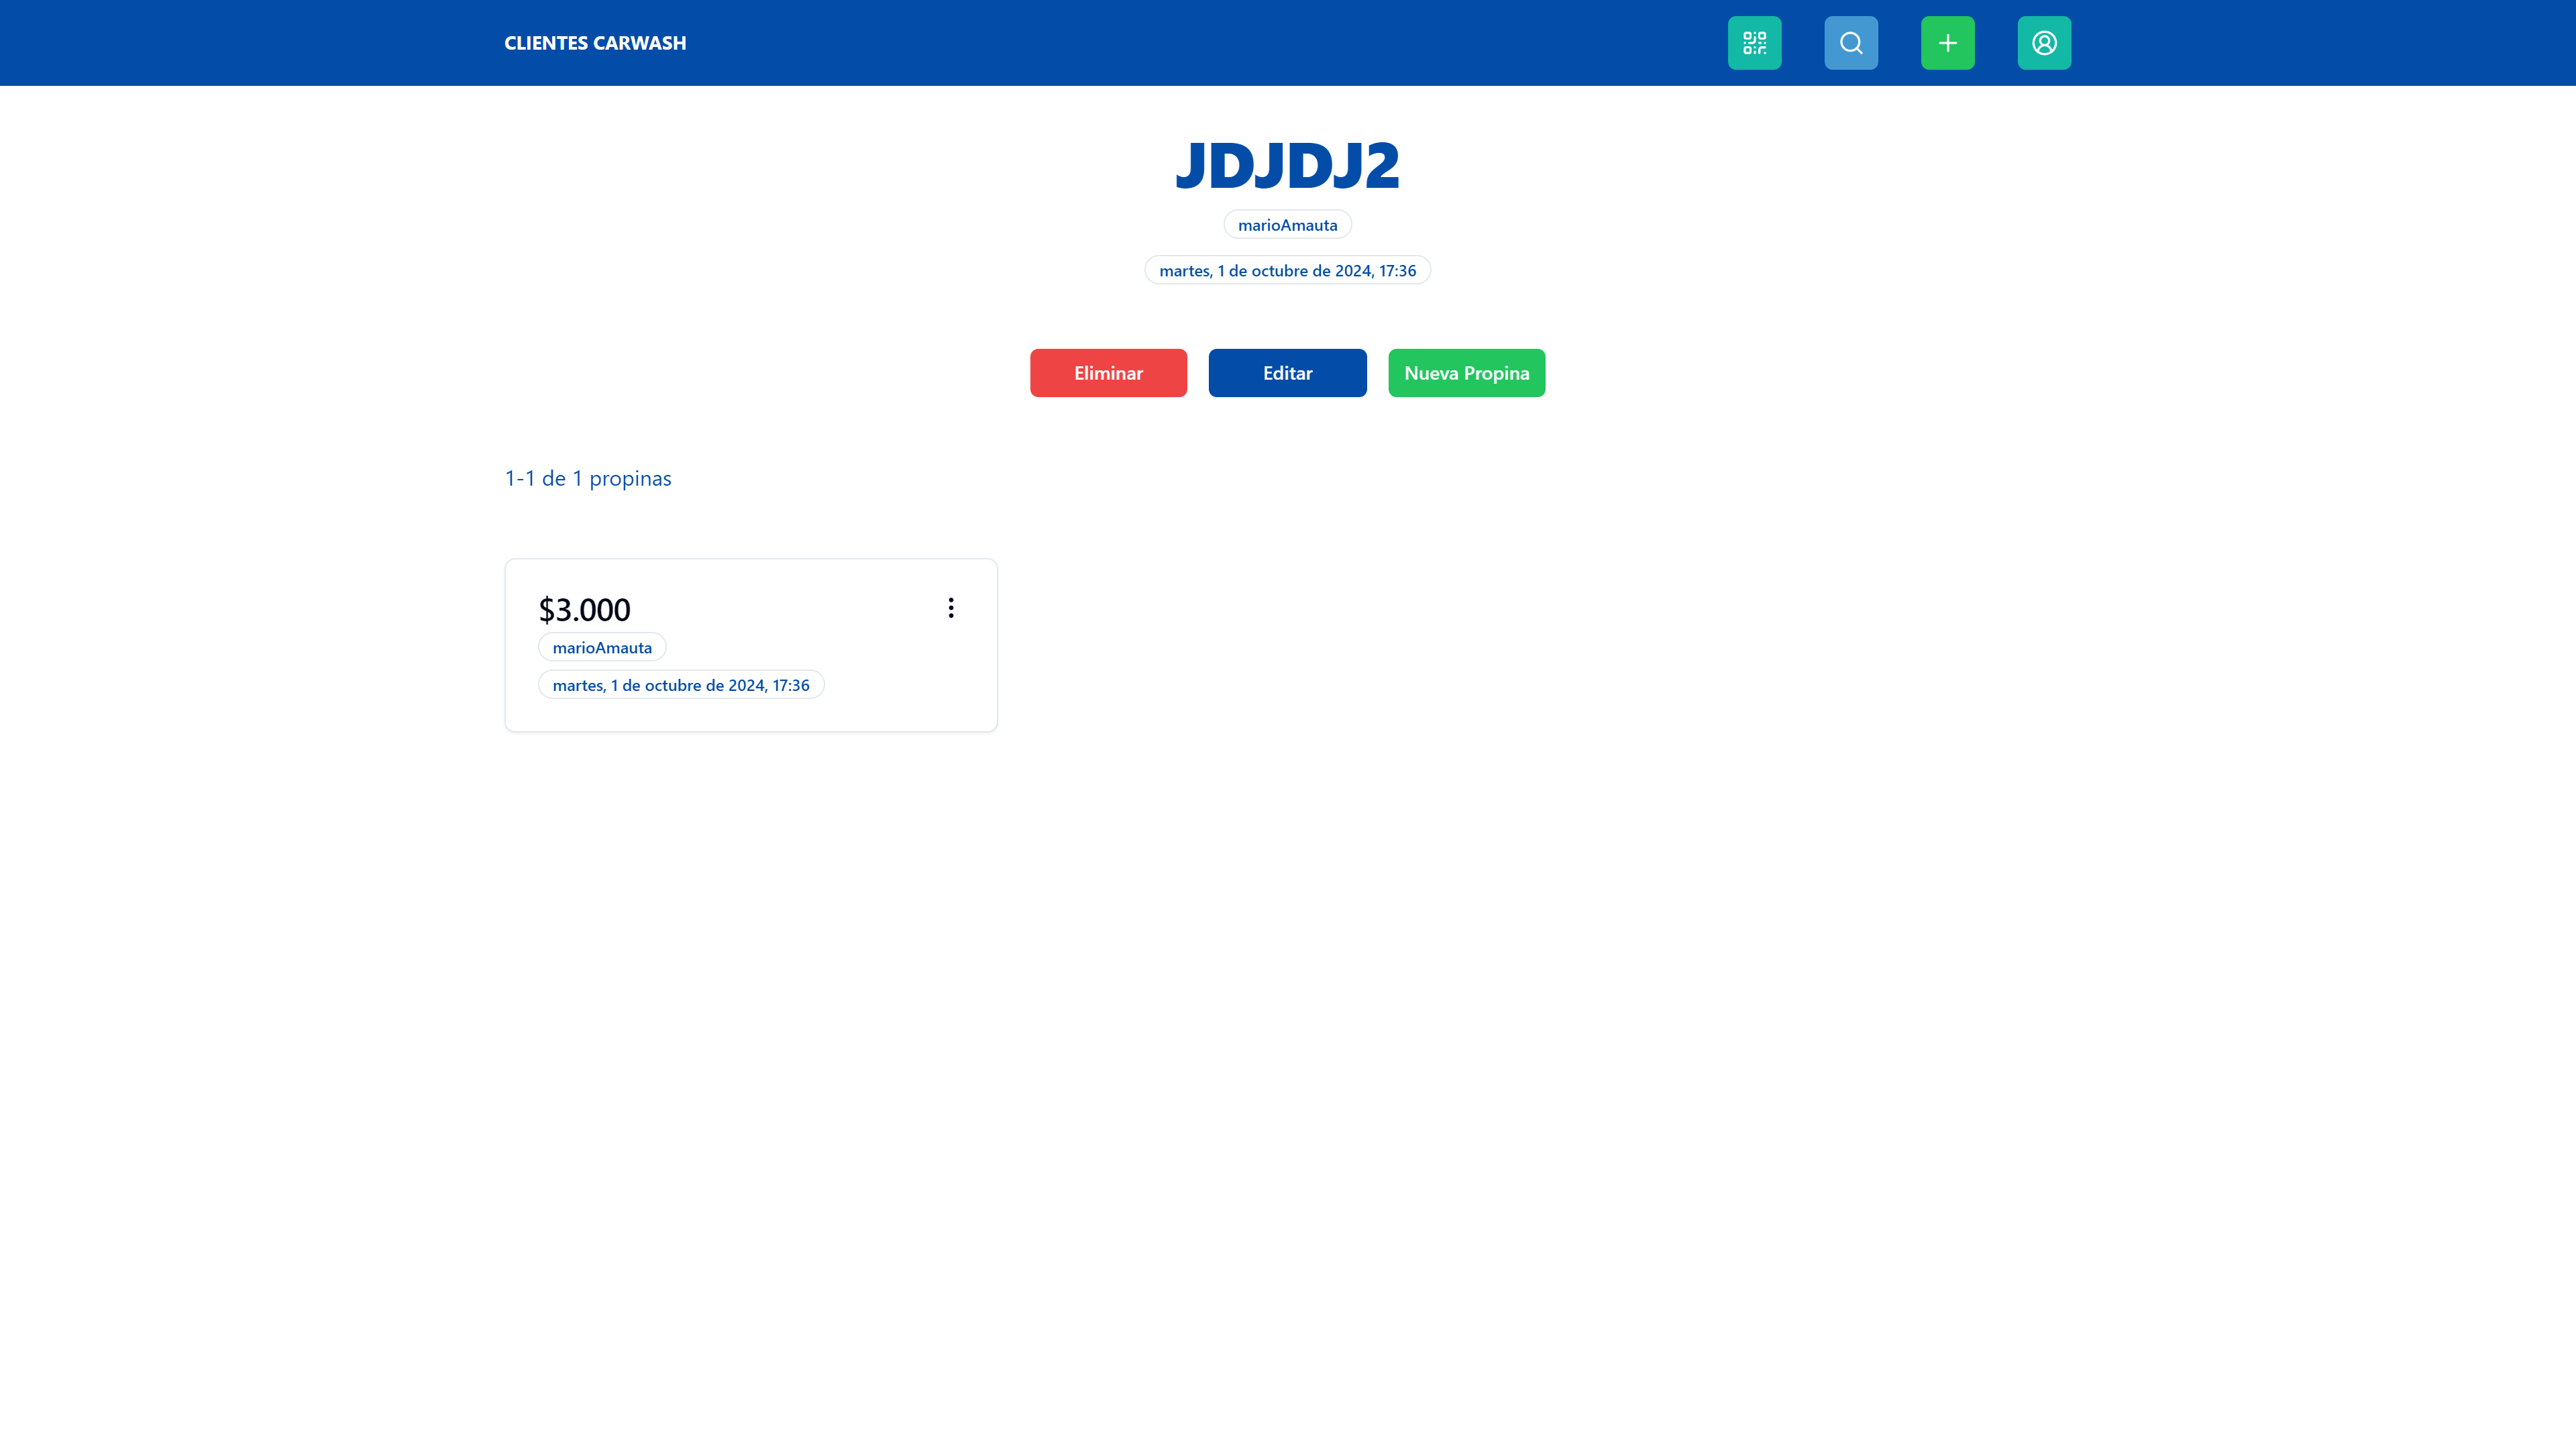 CLIENTES CARWASH
JDJDJ2
marioAmauta
martes, 1 de octubre de 2024, 17:36
Eliminar
Editar
Nueva Propina
1-1 de 1 propinas
$3.000
marioAmauta
martes, 1 de octubre de 2024, 17:36